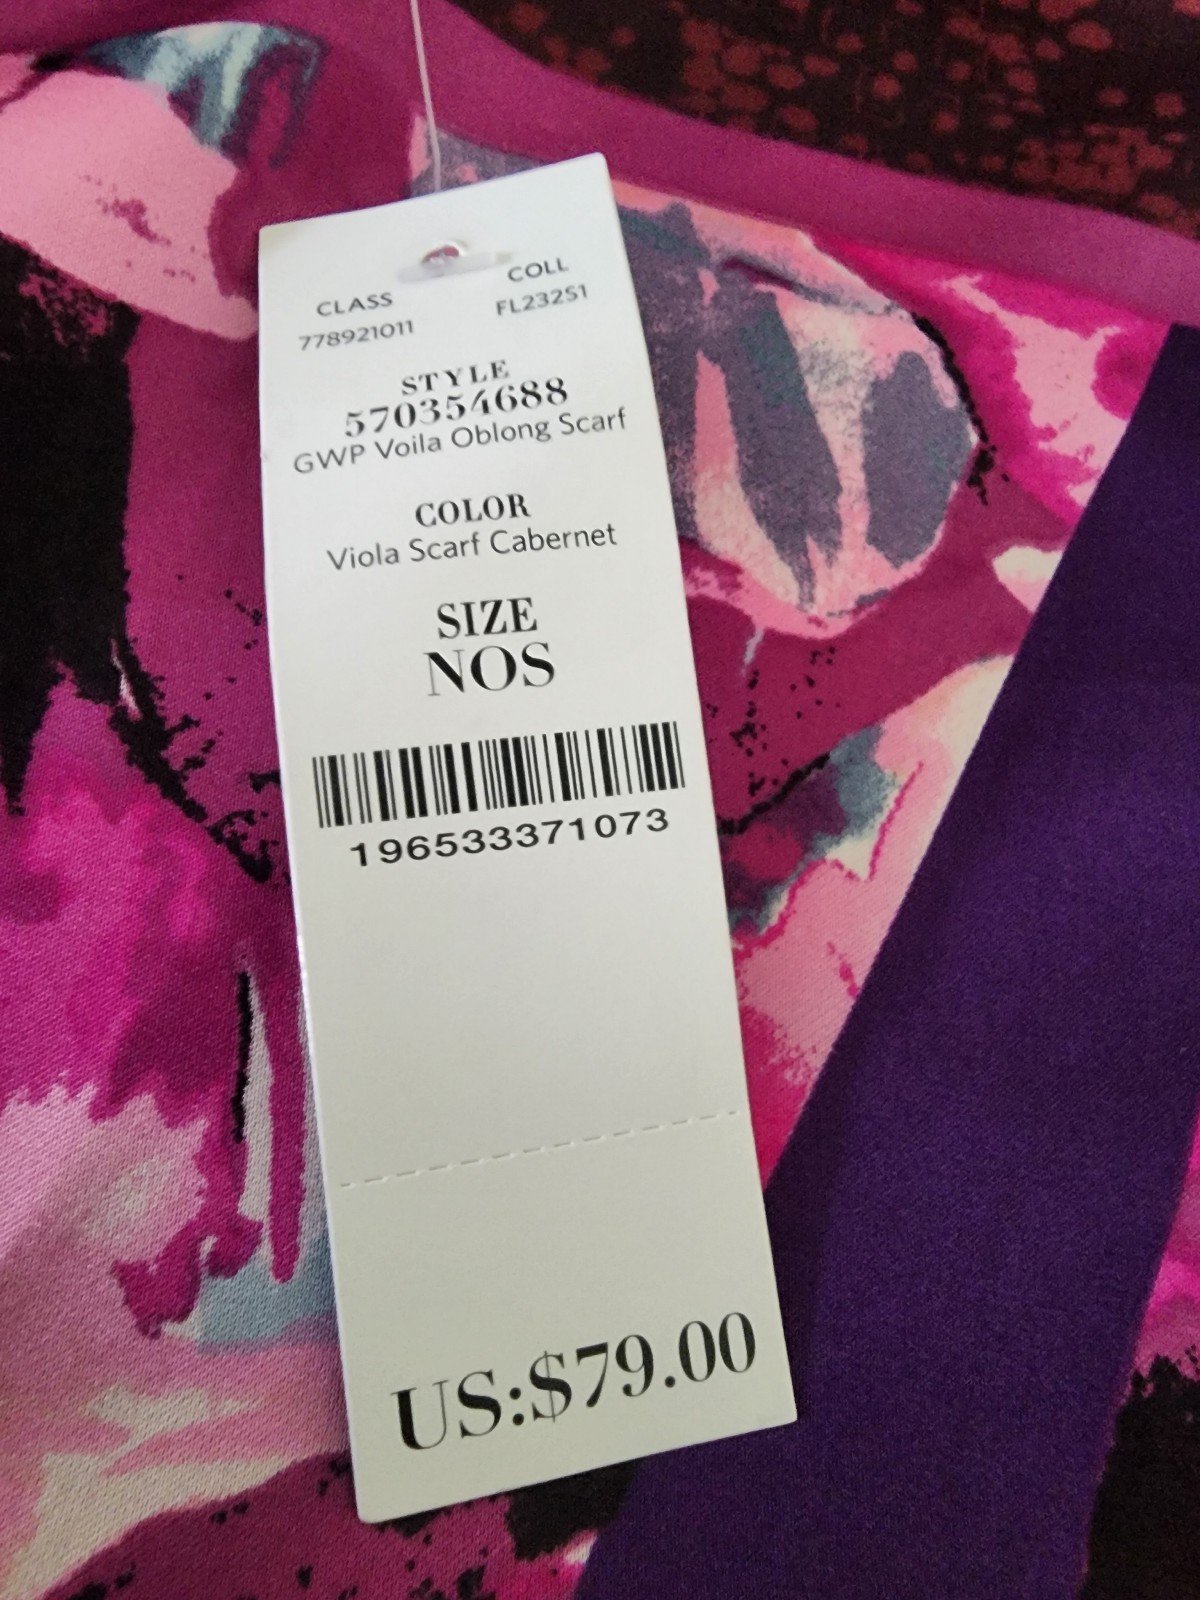 CLASS COLL
778921011 FL232S1
STYLE
570354688
GWP Voila Oblong Scarf
COLOR
Viola Scarf Cabernet
SIZE
NOS
196533371073
US:$79.00